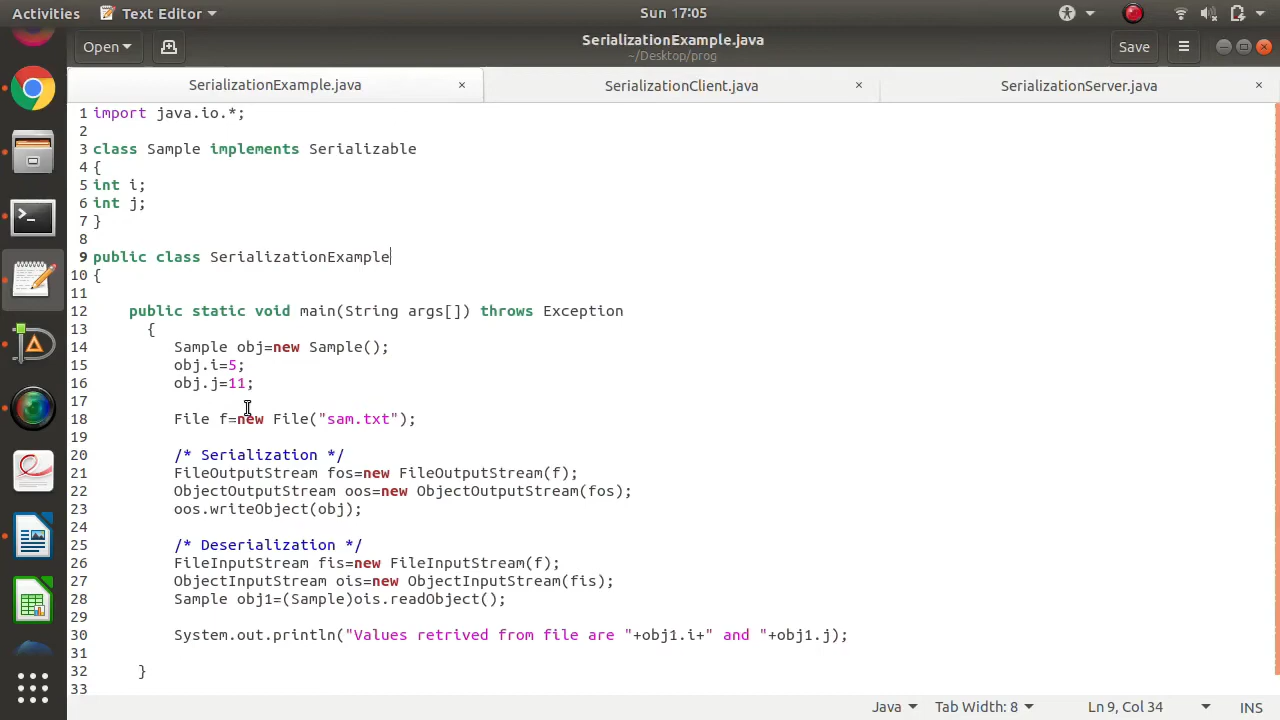 Activities Text Editor Sun 17:05
Open SerializationExample.java Save
~/Desktop/prog
SerializationExample.java × SerializationClient.java × SerializationServer.java ×
1 import java.io.*;
2
3 class Sample implements Serializable
4 {
5 int i;
6 int j;
7 }
8
9 public class SerializationExample
10 {
11
12 public static void main(String args[]) throws Exception
13 {
14 Sample obj=new Sample();
15 obj.i=5;
16 obj.j=11;
17
18 File f=new File("sam.txt");
19
20 /* Serialization */
21 FileOutputStream fos=new FileOutputStream(f);
22 ObjectOutputStream oos=new ObjectOutputStream(fos);
23 oos.writeObject(obj);
24
25 /* Deserialization */
26 FileInputStream fis=new FileInputStream(f);
27 ObjectInputStream ois=new ObjectInputStream(fis);
28 Sample obj1=(Sample)ois.readObject();
29
30 System.out.println("Values retrived from file are "+obj1.i+" and "+obj1.j);
31
32 }
33
Java Tab Width: 8 Ln 9, Col 34 INS